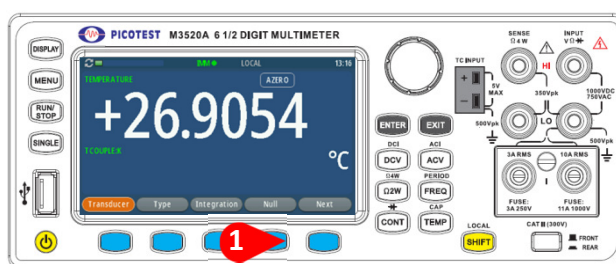 PICOTEST M3520A 6 1/2 DIGIT MULTIMETER
DISPLAY
MENU
RUN/
STOP
SINGLE
IMM
LOCAL
13:16
TEMPERATURE
AZERO
+26.9054
TCOUPLE:K
°C
Transducer
Type
Integration
Null
Next
1
ENTER
EXIT
DCI
ACI
DCV
ACV
Ω4W
PERIOD
Ω2W
FREQ
CAP
CONT
TEMP
LOCAL
SHIFT
TC INPUT
+
−
5V
MAX
500Vpk
SENSE
Ω 4 W
INPUT
V Ω
HI
350Vpk
1000VDC
750VAC
LO
500Vpk
3A RMS
10A RMS
I
FUSE:
3A 250V
FUSE:
11A 1000V
CAT II (300V)
FRONT
REAR